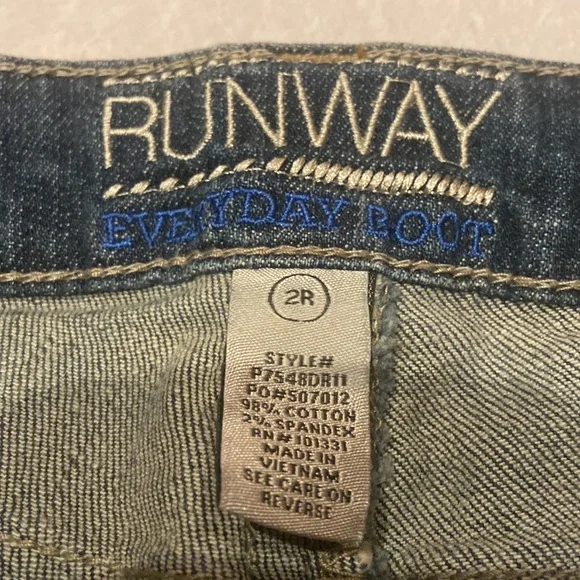 RUNWAY
EVERYDAY BOOT
2R
STYLE#
P7548DR11
PO#507012
98% COTTON
2% SPANDEX
RN#101331
MADE IN
VIETNAM
SEE CARE ON
REVERSE